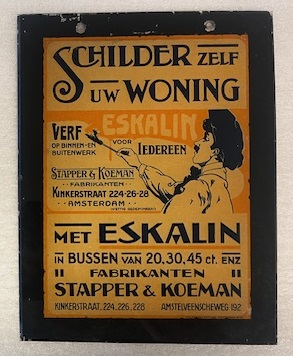 SCHILDER ZELF
UW WONING
ESKALIN
VERF
OF BINNEN-EN
BUITENWERK
VOOR
IEDEREEN
STAPPER & KOEMAN
FABRIKANTEN
KINKERSTRAAT 224-26-28
AMSTERDAM
MET ESKALIN
IN BUSSEN VAN 20, 30, 45 ct. ENZ
FABRIKANTEN
STAPPER & KOEMAN
KINKERSTRAAT, 224, 226, 228 AMSTELVEENSCHEWEG 192